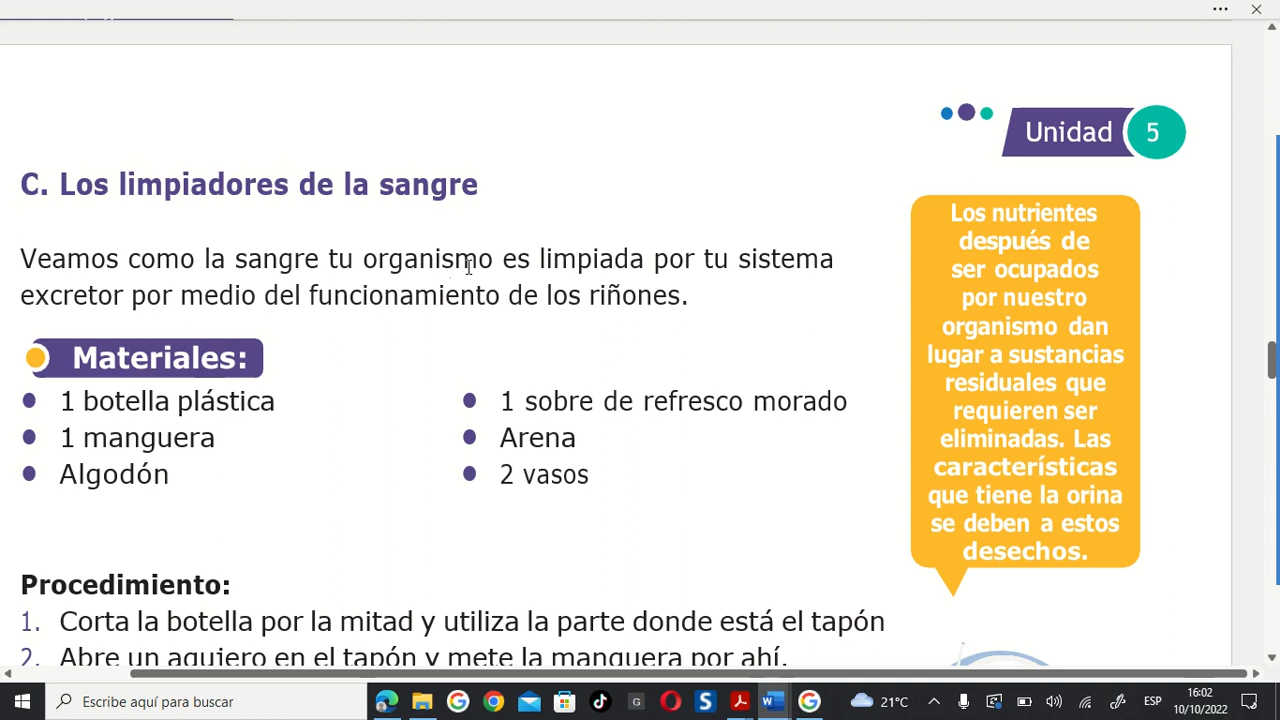 Unidad 5
C. Los limpiadores de la sangre
Veamos como la sangre tu organismo es limpiada por tu sistema
excretor por medio del funcionamiento de los riñones.
Materiales:
1 botella plástica
1 manguera
Algodón
1 sobre de refresco morado
Arena
2 vasos
Los nutrientes
después de
ser ocupados
por nuestro
organismo dan
lugar a sustancias
residuales que
requieren ser
eliminadas. Las
características
que tiene la orina
se deben a estos
desechos.
Procedimiento:
1. Corta la botella por la mitad y utiliza la parte donde está el tapón
2. Abre un agujero en el tapón y mete la manguera por ahí.
Escribe aquí para buscar
G
S
21°C
ESP
16:02
10/10/2022